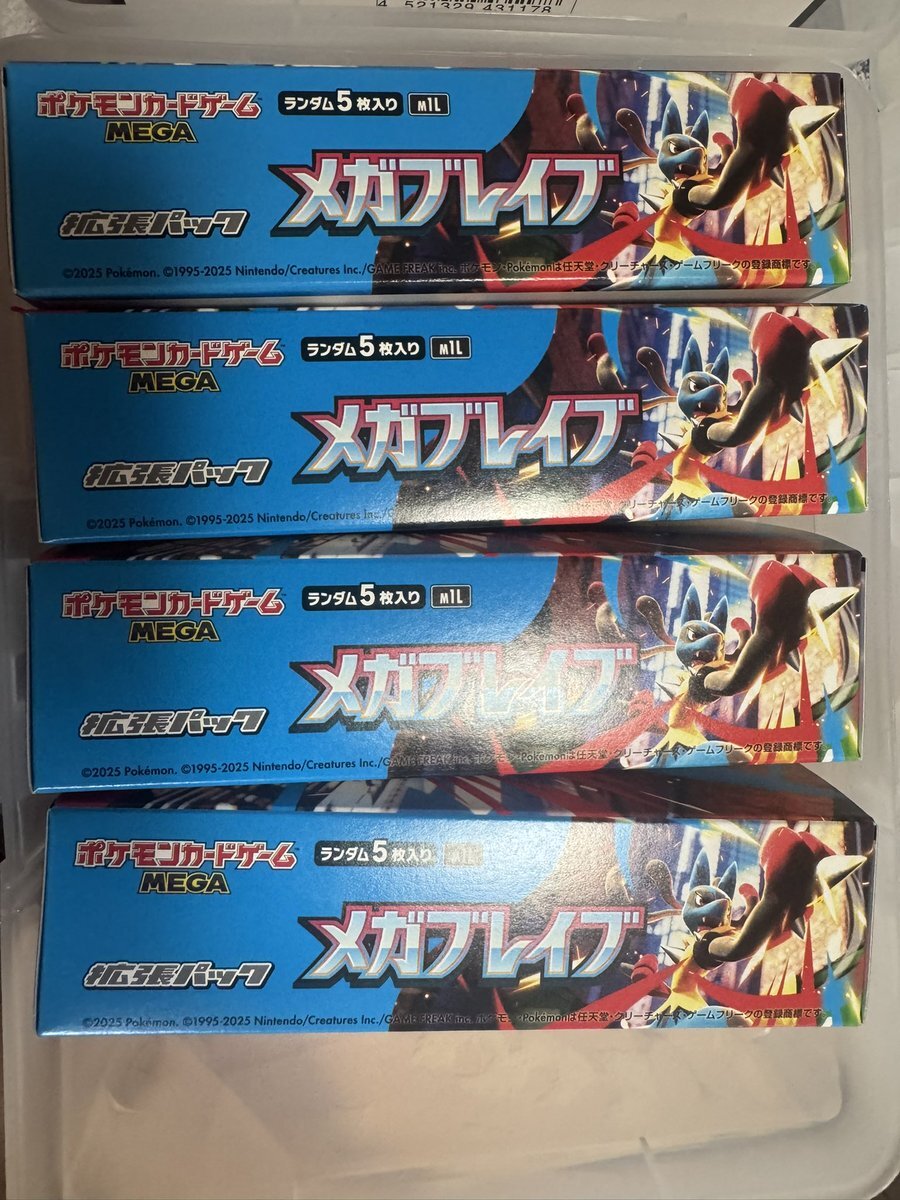 4 521329 431178
ポケモンカードゲーム
MEGA
ランダム5枚入り M1L
メガブレイブ
拡張パック
©2025 Pokémon. ©1995-2025 Nintendo/Creatures Inc./GAME FREAK inc. ポケモン・Pokémonは任天堂・クリーチャーズ・ゲームフリークの登録商標です。
ポケモンカードゲーム
MEGA
ランダム5枚入り M1L
メガブレイブ
拡張パック
©2025 Pokémon. ©1995-2025 Nintendo/Creatures Inc./G クリーチャーズ・ゲームフリークの登録商標です。
ポケモンカードゲーム
MEGA
ランダム5枚入り M1L
メガブレイブ
拡張パック
©2025 Pokémon. ©1995-2025 Nintendo/Creatures Inc./GAME FREAK inc. ポケモン・Pokémonは任天堂・クリーチャーズ・ゲームフリークの登録商標です。
ポケモンカードゲーム
MEGA
ランダム5枚入り
メガブレイブ
拡張パック
©2025 Pokémon. ©1995-2025 Nintendo/Creatures Inc./GAME FREAK inc. ポケモン・Pokémonは任天堂・クリーチャーズ・ゲームフリークの登録商標です。